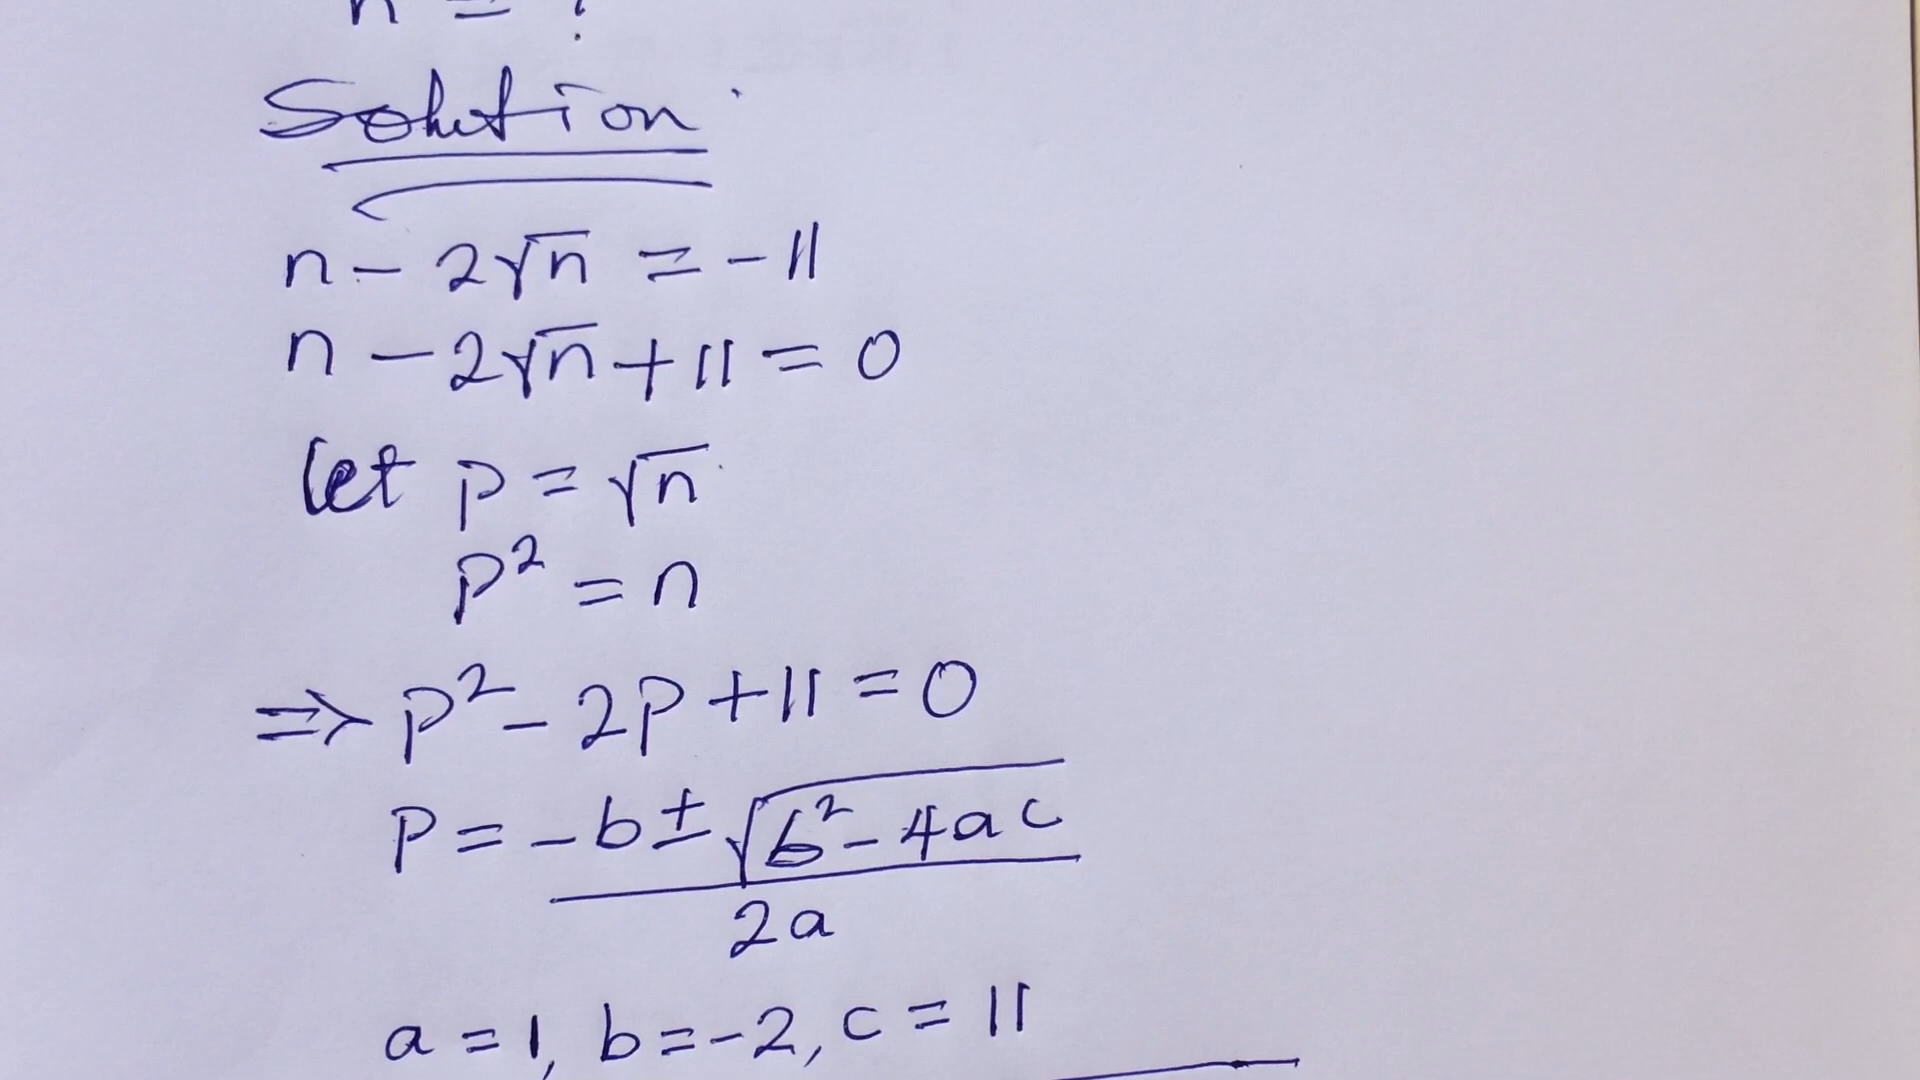 n = ?
Solution
n - 2√n = -11
n - 2√n + 11 = 0
let p = √n
p² = n
=> p² - 2p + 11 = 0
p = -b ± √(b² - 4ac)
2a
a = 1, b = -2, c = 11